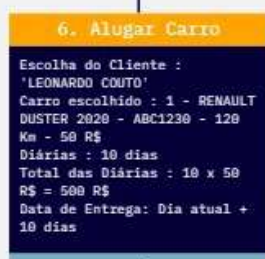 6. Alugar Carro
Escolha do Cliente :
'LEONARDO COUTO'
Carro escolhido : 1 - RENAULT
DUSTER 2020 - ABC1230 - 120
Km - 50 R$
Diárias : 10 dias
Total das Diárias : 10 x 50
R$ = 500 R$
Data de Entrega: Dia atual +
10 dias